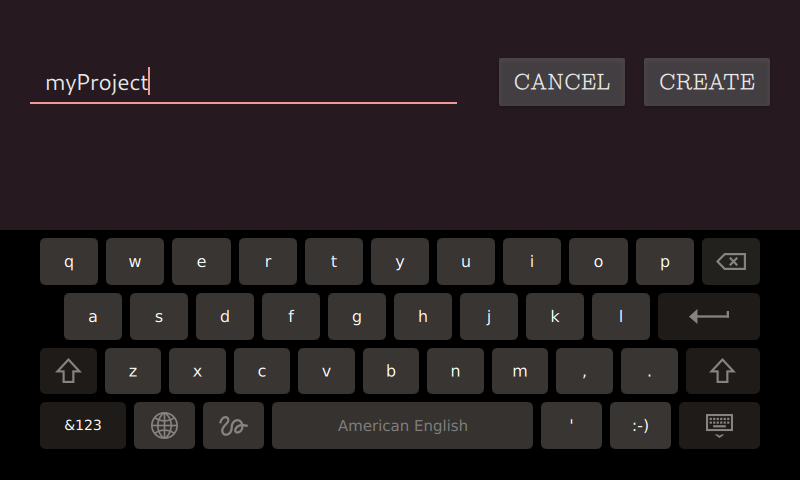 myProject CANCEL CREATE
q w e r t y u i o p
a s d f g h j k l
z x c v b n m , .
&123 American English ' :-)